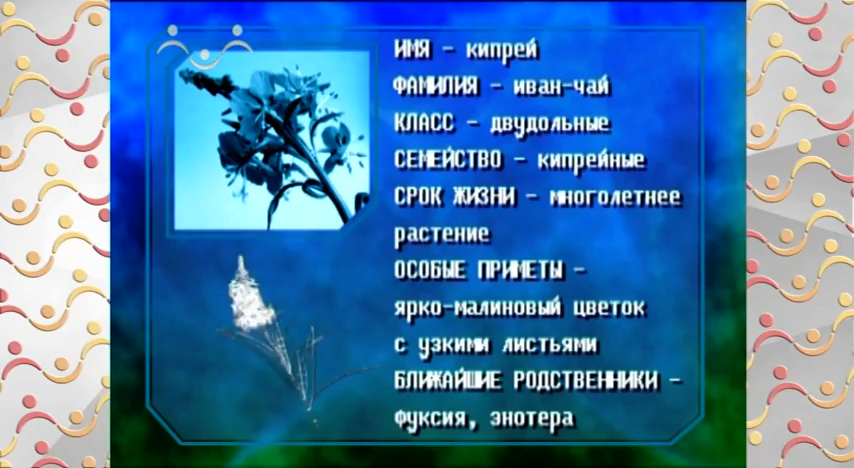 ИМЯ - кипрей
ФАМИЛИЯ - иван-чай
КЛАСС - двудольные
СЕМЕЙСТВО - кипрейные
СРОК ЖИЗНИ - многолетнее
растение
ОСОБЫЕ ПРИМЕТЫ -
ярко-малиновый цветок
с узкими листьями
БЛИЖАЙШИЕ РОДСТВЕННИКИ -
фуксия, энотера